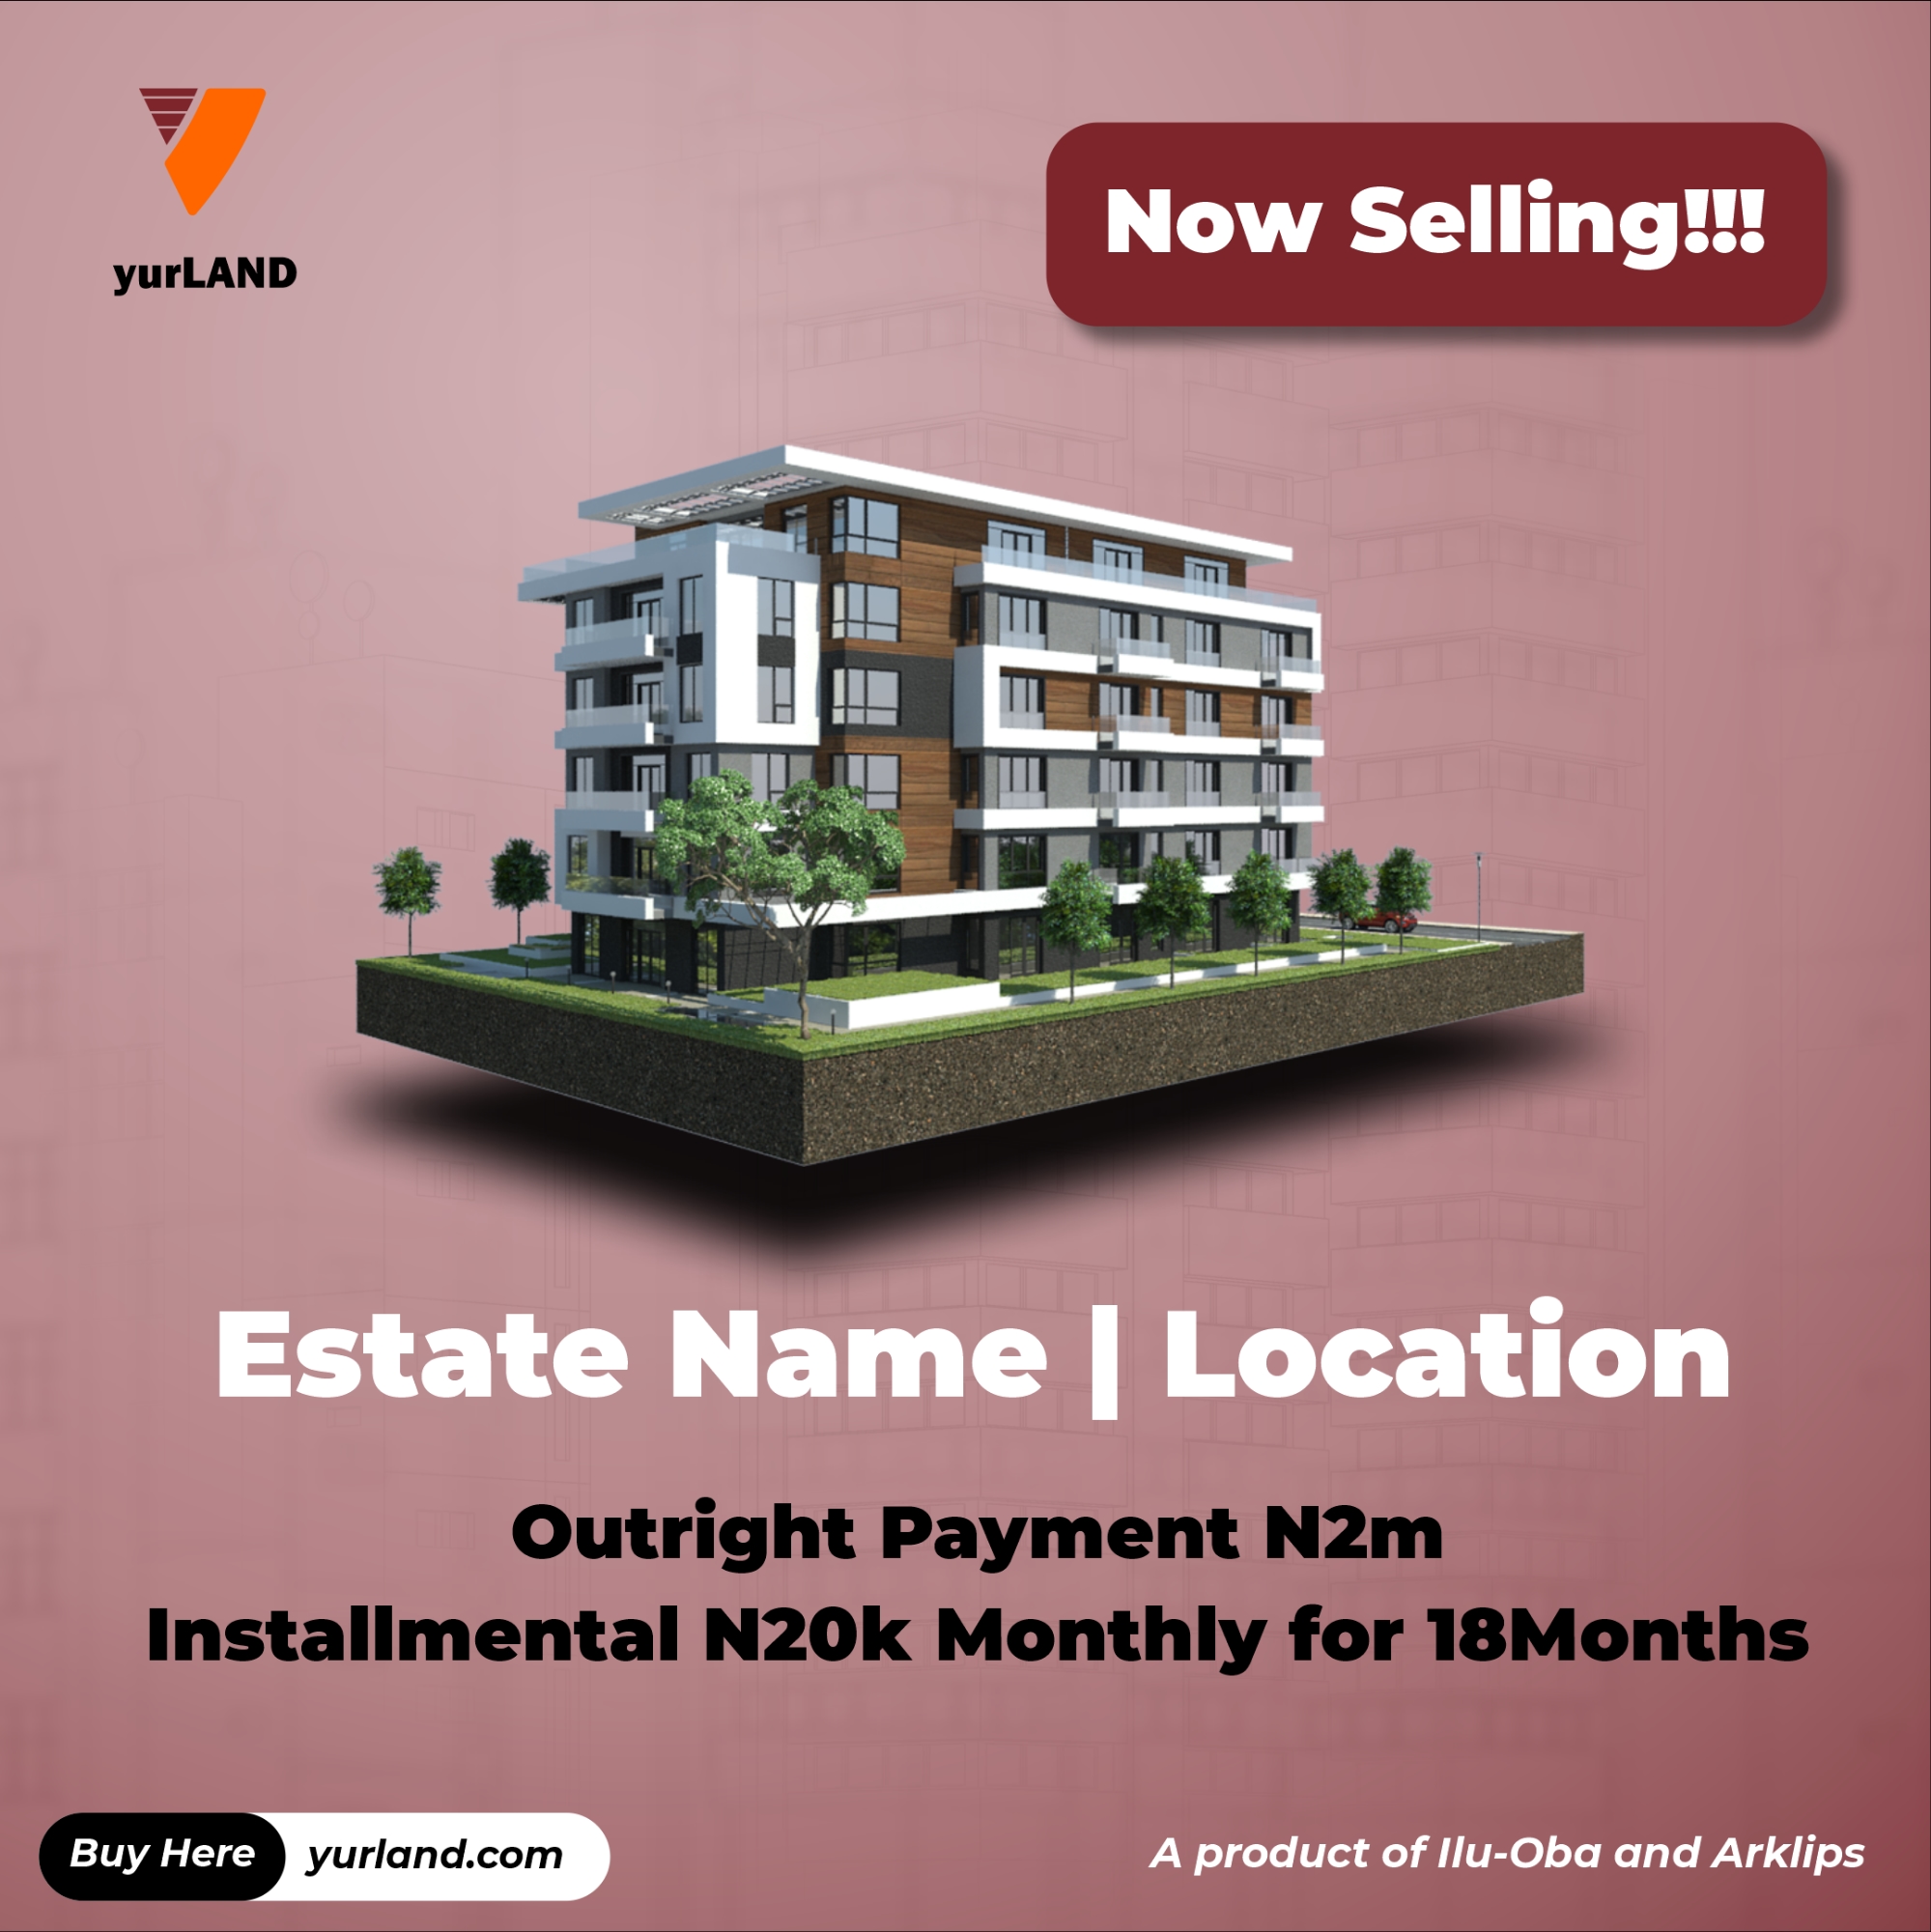 yurLAND
Now Selling!!!
Estate Name | Location
Outright Payment N2m
Installmental N20k Monthly for 18Months
Buy Here yurland.com
A product of Ilu-Oba and Arklips